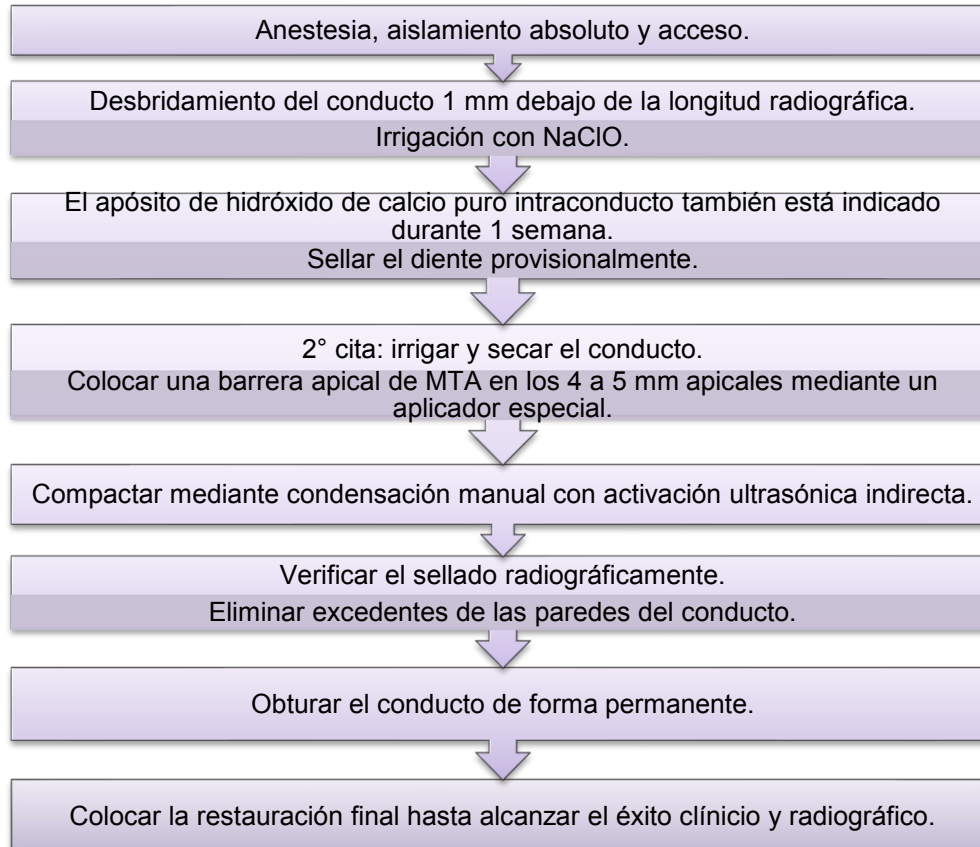 Anestesia, aislamiento absoluto y acceso.
Desbridamiento del conducto 1 mm debajo de la longitud radiográfica.
Irrigación con NaClO.
El apósito de hidróxido de calcio puro intraconducto también está indicado
durante 1 semana.
Sellar el diente provisionalmente.
2° cita: irrigar y secar el conducto.
Colocar una barrera apical de MTA en los 4 a 5 mm apicales mediante un
aplicador especial.
Compactar mediante condensación manual con activación ultrasónica indirecta.
Verificar el sellado radiográficamente.
Eliminar excedentes de las paredes del conducto.
Obturar el conducto de forma permanente.
Colocar la restauración final hasta alcanzar el éxito clínicio y radiográfico.